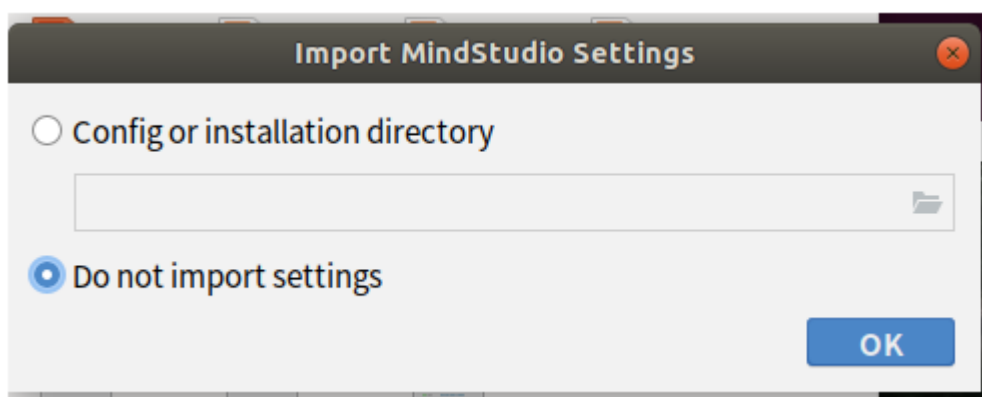 Import MindStudio Settings
Config or installation directory
Do not import settings
OK